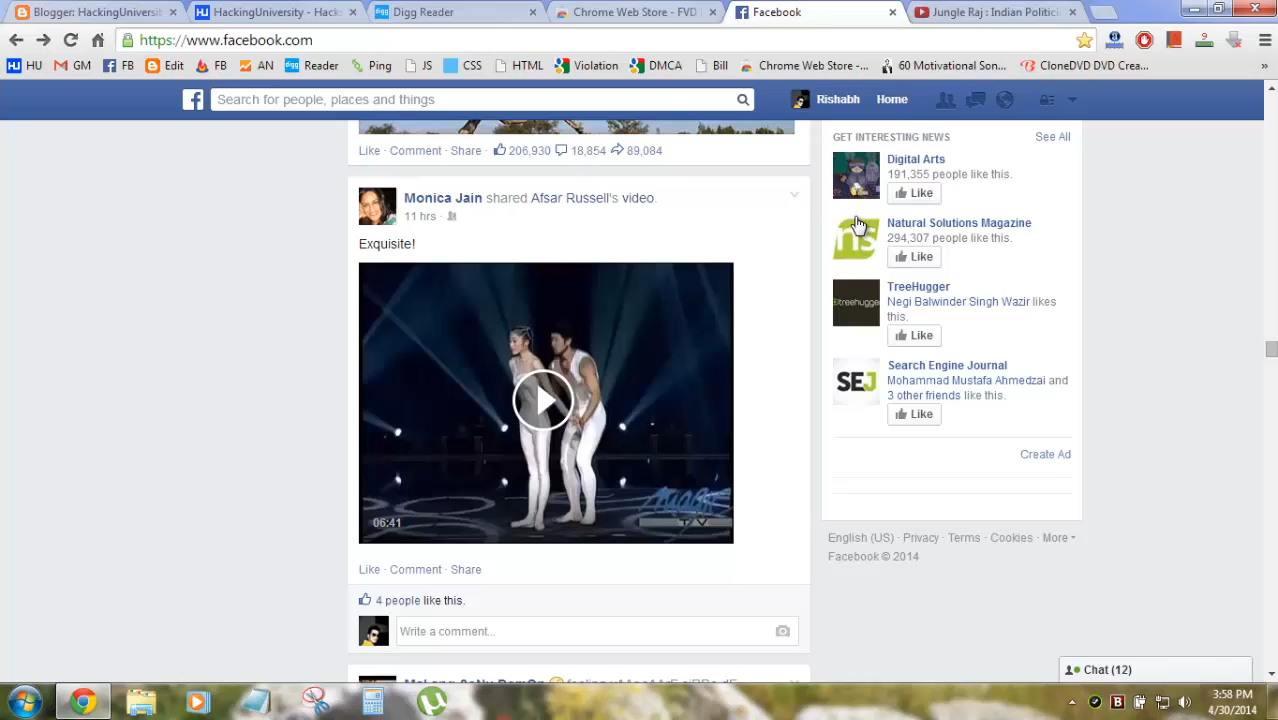 Blogger: HackingUniversit
HackingUniversity - Hack
Digg Reader
Chrome Web Store - FVD
Facebook
Jungle Raj : Indian Politici
https://www.facebook.com
HU GM FB Edit FB AN Reader Ping JS CSS HTML Violation DMCA Bill Chrome Web Store -... 60 Motivational Son... CloneDVD DVD Crea... »
Search for people, places and things
Rishabh Home
Like · Comment · Share 206,930 18,854 89,084
Monica Jain shared Afsar Russell's video.
11 hrs ·
Exquisite!
06:41
TV
Like · Comment · Share
4 people like this.
Write a comment...
GET INTERESTING NEWS See All
Digital Arts
191,355 people like this.
Like
ns
Natural Solutions Magazine
294,307 people like this.
Like
treehugger
TreeHugger
Negi Balwinder Singh Wazir likes
this.
Like
SEJ
Search Engine Journal
Mohammad Mustafa Ahmedzai and
3 other friends like this.
Like
Create Ad
English (US) · Privacy · Terms · Cookies · More
Facebook © 2014
Chat (12)
3:58 PM
4/30/2014